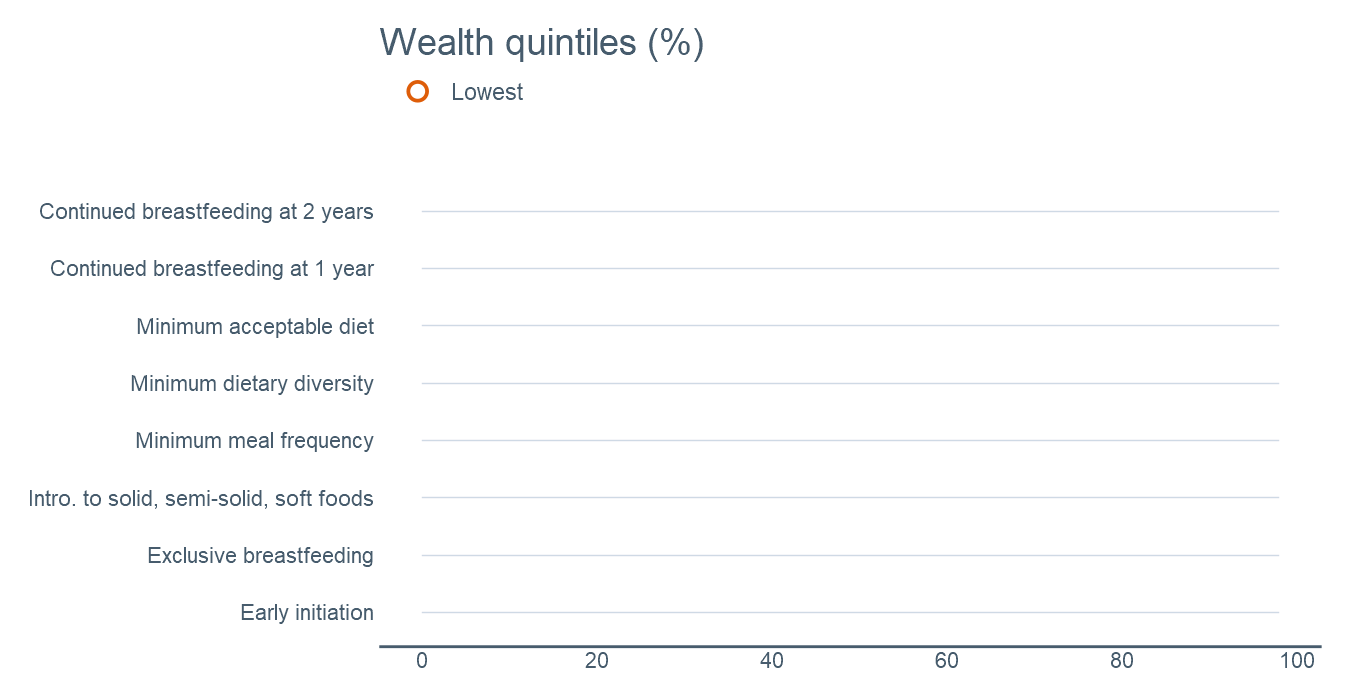 Wealth quintiles (%)
Lowest
Continued breastfeeding at 2 years
Continued breastfeeding at 1 year
Minimum acceptable diet
Minimum dietary diversity
Minimum meal frequency
Intro. to solid, semi-solid, soft foods
Exclusive breastfeeding
Early initiation
0 20 40 60 80 100